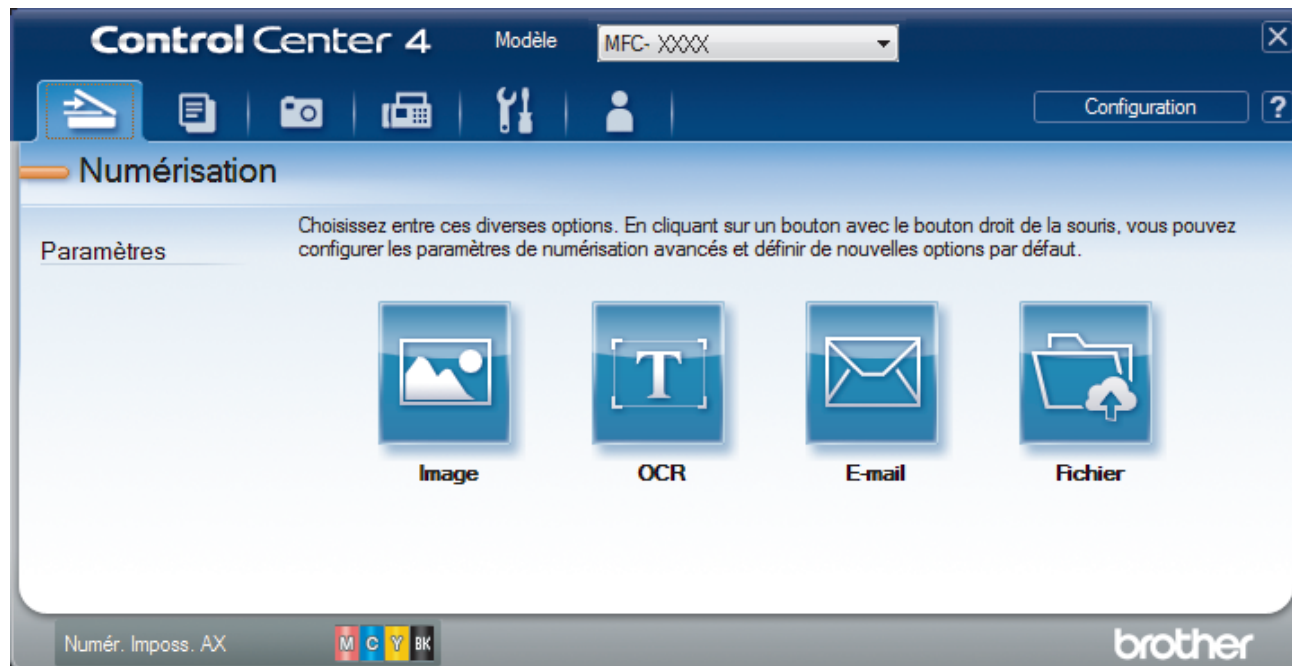 ControlCenter 4 Modèle MFC- XXXX
Configuration ?
Numérisation
Paramètres
Choisissez entre ces diverses options. En cliquant sur un bouton avec le bouton droit de la souris, vous pouvez
configurer les paramètres de numérisation avancés et définir de nouvelles options par défaut.
T
Image OCR E-mail Fichier
Numér. Imposs. AX M C Y BK brother